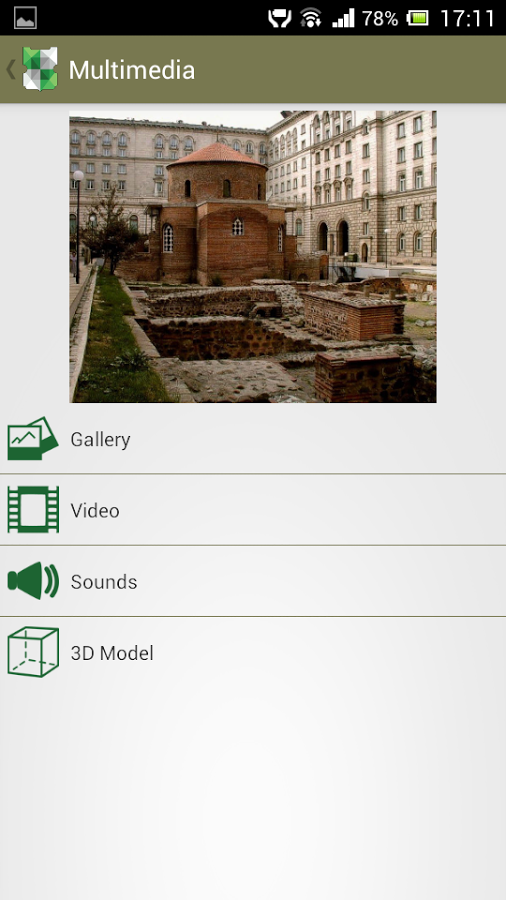 78% 17:11
Multimedia
Gallery
Video
Sounds
3D Model